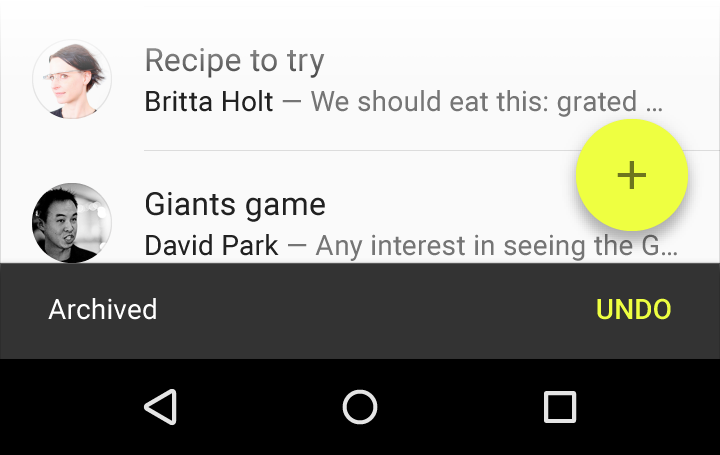 Recipe to try
Britta Holt — We should eat this: grated ...
Giants game
David Park — Any interest in seeing the G...
Archived
UNDO